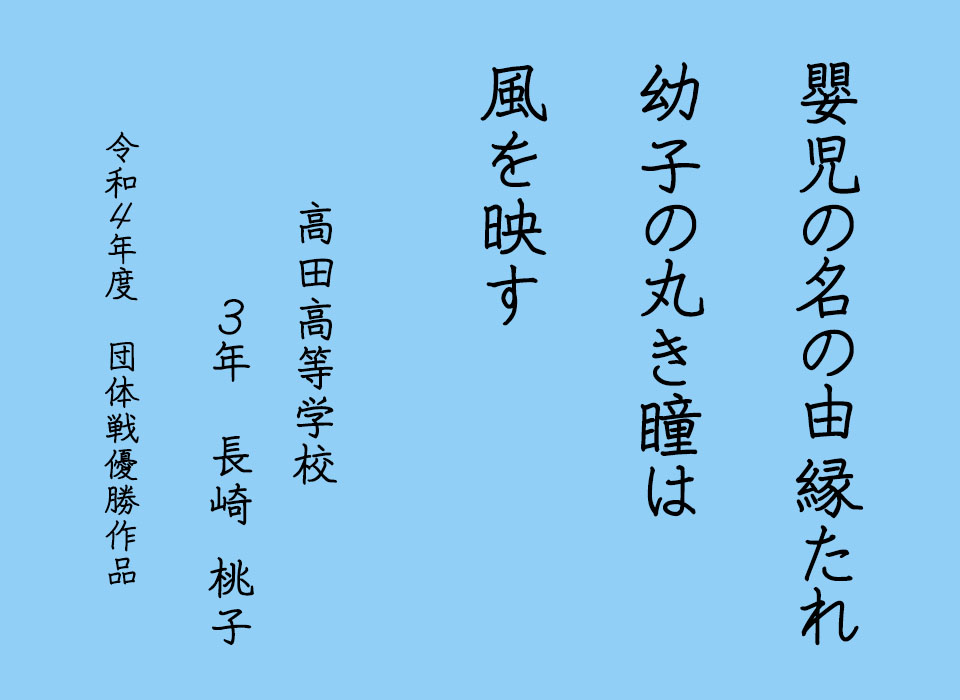 嬰児の名の由縁たれ
幼子の丸き瞳は
風を映す
高田高等学校
3年 長崎 桃子
令和4年度 団体戦優勝作品